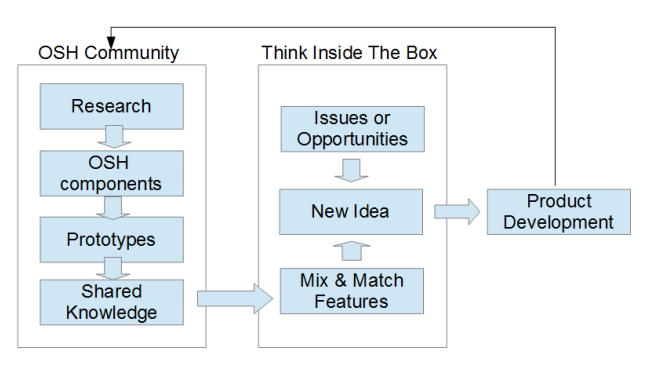 OSH Community
Research
OSH
components
Prototypes
Shared
Knowledge
Think Inside The Box
Issues or
Opportunities
New Idea
Mix & Match
Features
Product
Development